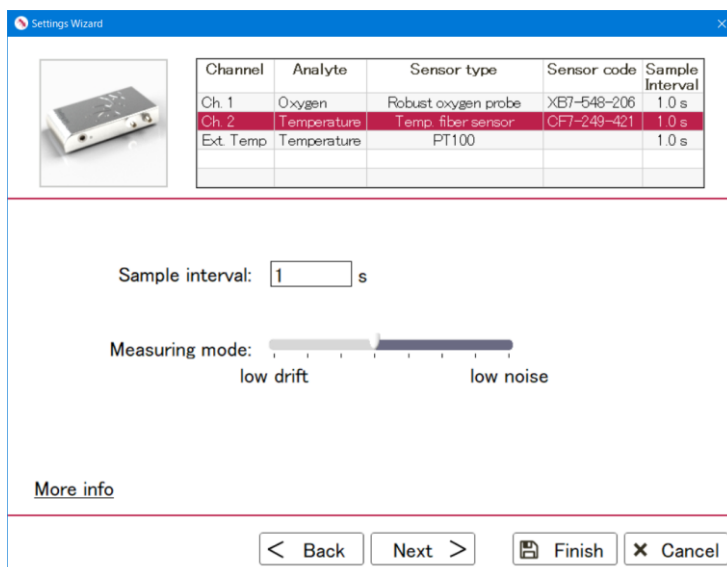 Settings Wizard
Channel Analyte Sensor type Sensor code Sample Interval
Ch. 1 Oxygen Robust oxygen probe XB7-548-206 1.0 s
Ch. 2 Temperature Temp. fiber sensor CF7-249-421 1.0 s
Ext. Temp Temperature PT100 1.0 s
Sample interval: 1 s
Measuring mode:
low drift low noise
More info
< Back Next > Finish Cancel